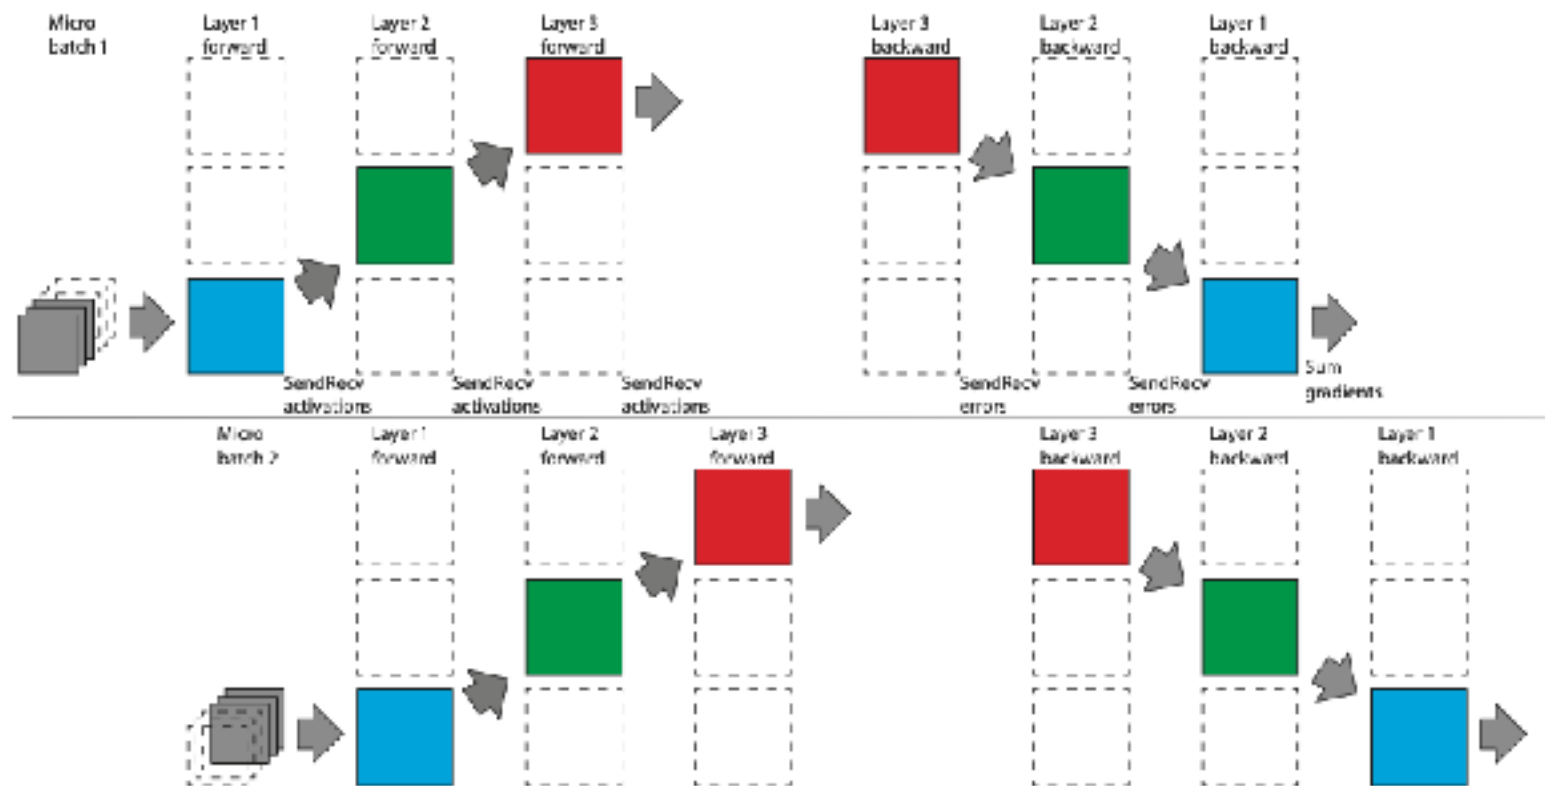 Micro
batch 1
Layer 1
forward
Layer 2
forward
Layer 3
forward
Layer 3
backward
Layer 2
backward
Layer 1
backward
SendRecv
activations
SendRecv
activations
SendRecv
activations
SendRecv
errors
SendRecv
errors
Sum
gradients
Micro
batch 2
Layer 1
forward
Layer 2
forward
Layer 3
forward
Layer 3
backward
Layer 2
backward
Layer 1
backward